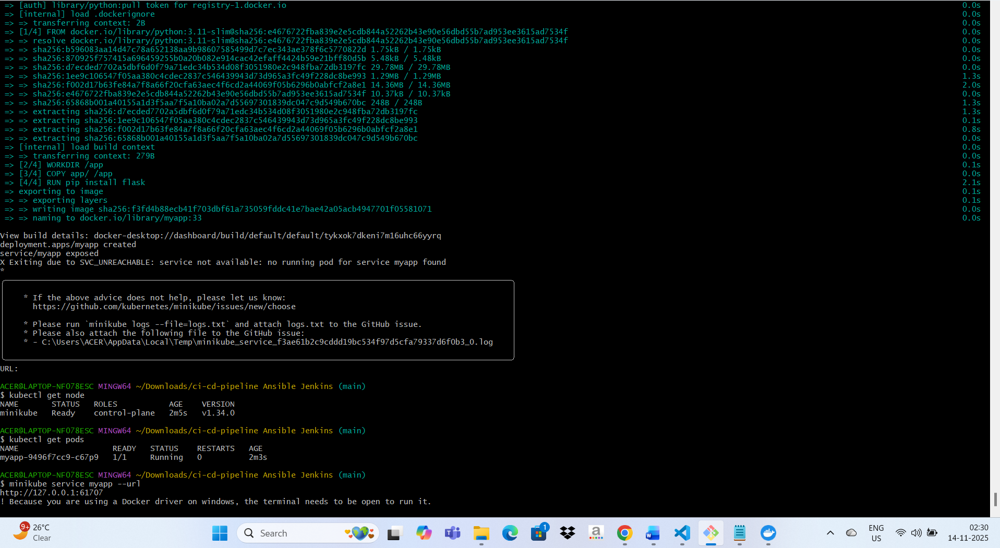 => [auth] library/python:pull token for registry-1.docker.io 0.0s
=> [internal] load .dockerignore 0.0s
=> => transferring context: 2B 0.0s
=> [1/4] FROM docker.io/library/python:3.11-slim@sha256:e4676722fba839e2e5cdb844a52262b43e90e56dbd55b7ad953ee3615ad7534f 0.0s
=> => resolve docker.io/library/python:3.11-slim@sha256:e4676722fba839e2e5cdb844a52262b43e90e56dbd55b7ad953ee3615ad7534f 0.0s
=> => sha256:b596083aa14d47c78a652138aa9b98607585499d7c7ec343ae378f6c5770822d 1.75kB / 1.75kB 0.0s
=> => sha256:870925f757415a696459255b0a20b082e914cac42efaff4424b59e21bff80d5b 5.48kB / 5.48kB 0.0s
=> => sha256:d7ecded7702a5dbf6d0f79a71edc34b534d08f3051980e2c948fba72db3197fc 29.78MB / 29.78MB 0.0s
=> => sha256:1ee9c106547f05aa380c4cdec2837c546439943d73d965a3fc49f228dc8be993 1.29MB / 1.29MB 1.3s
=> => sha256:f002d17b63fe84a7f8a66f20cfa63aec4f6cd2a44069f05b6296b0abfcf2a8e1 14.36MB / 14.36MB 2.0s
=> => sha256:e4676722fba839e2e5cdb844a52262b43e90e56dbd55b7ad953ee3615ad7534f 10.37kB / 10.37kB 0.0s
=> => sha256:65868b001a40155a1d3f5aa7f5a10ba02a7d55697301839dc047c9d549b670bc 248B / 248B 1.3s
=> => extracting sha256:d7ecded7702a5dbf6d0f79a71edc34b534d08f3051980e2c948fba72db3197fc 1.3s
=> => extracting sha256:1ee9c106547f05aa380c4cdec2837c546439943d73d965a3fc49f228dc8be993 0.1s
=> => extracting sha256:f002d17b63fe84a7f8a66f20cfa63aec4f6cd2a44069f05b6296b0abfcf2a8e1 0.8s
=> => extracting sha256:65868b001a40155a1d3f5aa7f5a10ba02a7d55697301839dc047c9d549b670bc 0.0s
=> [internal] load build context 0.0s
=> => transferring context: 279B 0.0s
=> [2/4] WORKDIR /app 0.1s
=> [3/4] COPY app/ /app 0.0s
=> [4/4] RUN pip install flask 2.1s
=> exporting to image 0.1s
=> => exporting layers 0.1s
=> => writing image sha256:f3fd4b88ecb41f703dbf61a735059fddc41e7bae42a05acb4947701f05581071 0.0s
=> => naming to docker.io/library/myapp:33 0.0s
View build details: docker-desktop://dashboard/build/default/default/tykxok7dkeni7m16uhc66yyrq
deployment.apps/myapp created
service/myapp exposed
X Exiting due to SVC_UNREACHABLE: service not available: no running pod for service myapp found
*
* If the above advice does not help, please let us know:
https://github.com/kubernetes/minikube/issues/new/choose
* Please run `minikube logs --file=logs.txt` and attach logs.txt to the GitHub issue.
* Please also attach the following file to the GitHub issue:
* - C:\Users\ACER\AppData\Local\Temp\minikube_service_f3ae61b2c9cddd19bc534f97d5cfa79337d6f0b3_0.log
URL:
ACER@LAPTOP-NF078ESC MINGW64 ~/Downloads/ci-cd-pipeline Ansible Jenkins (main)
$ kubectl get node
NAME STATUS ROLES AGE VERSION
minikube Ready control-plane 2m5s v1.34.0
ACER@LAPTOP-NF078ESC MINGW64 ~/Downloads/ci-cd-pipeline Ansible Jenkins (main)
$ kubectl get pods
NAME READY STATUS RESTARTS AGE
myapp-9496f7cc9-c67p9 1/1 Running 0 2m3s
ACER@LAPTOP-NF078ESC MINGW64 ~/Downloads/ci-cd-pipeline Ansible Jenkins (main)
$ minikube service myapp --url
http://127.0.0.1:61707
! Because you are using a Docker driver on windows, the terminal needs to be open to run it.
9+
26°C
Clear
Search
1
a
ENG
US
02:30
14-11-2025